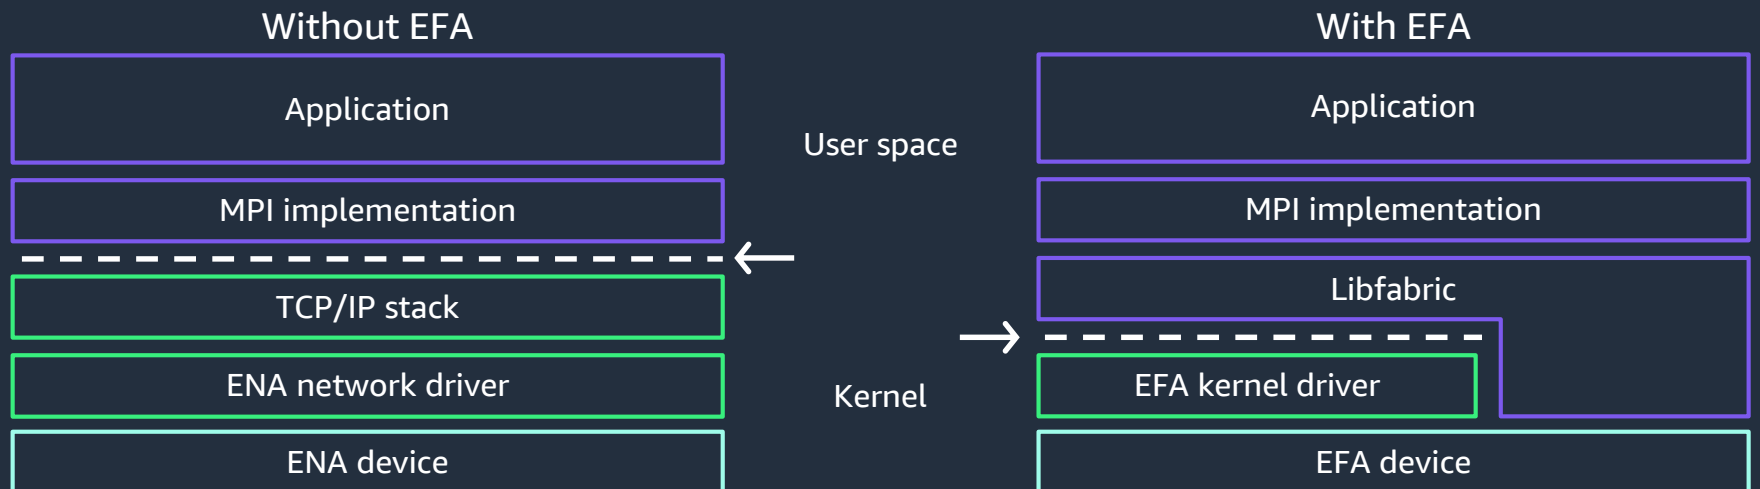 Without EFA
Application
MPI implementation
TCP/IP stack
ENA network driver
ENA device
User space
Kernel
With EFA
Application
MPI implementation
Libfabric
EFA kernel driver
EFA device